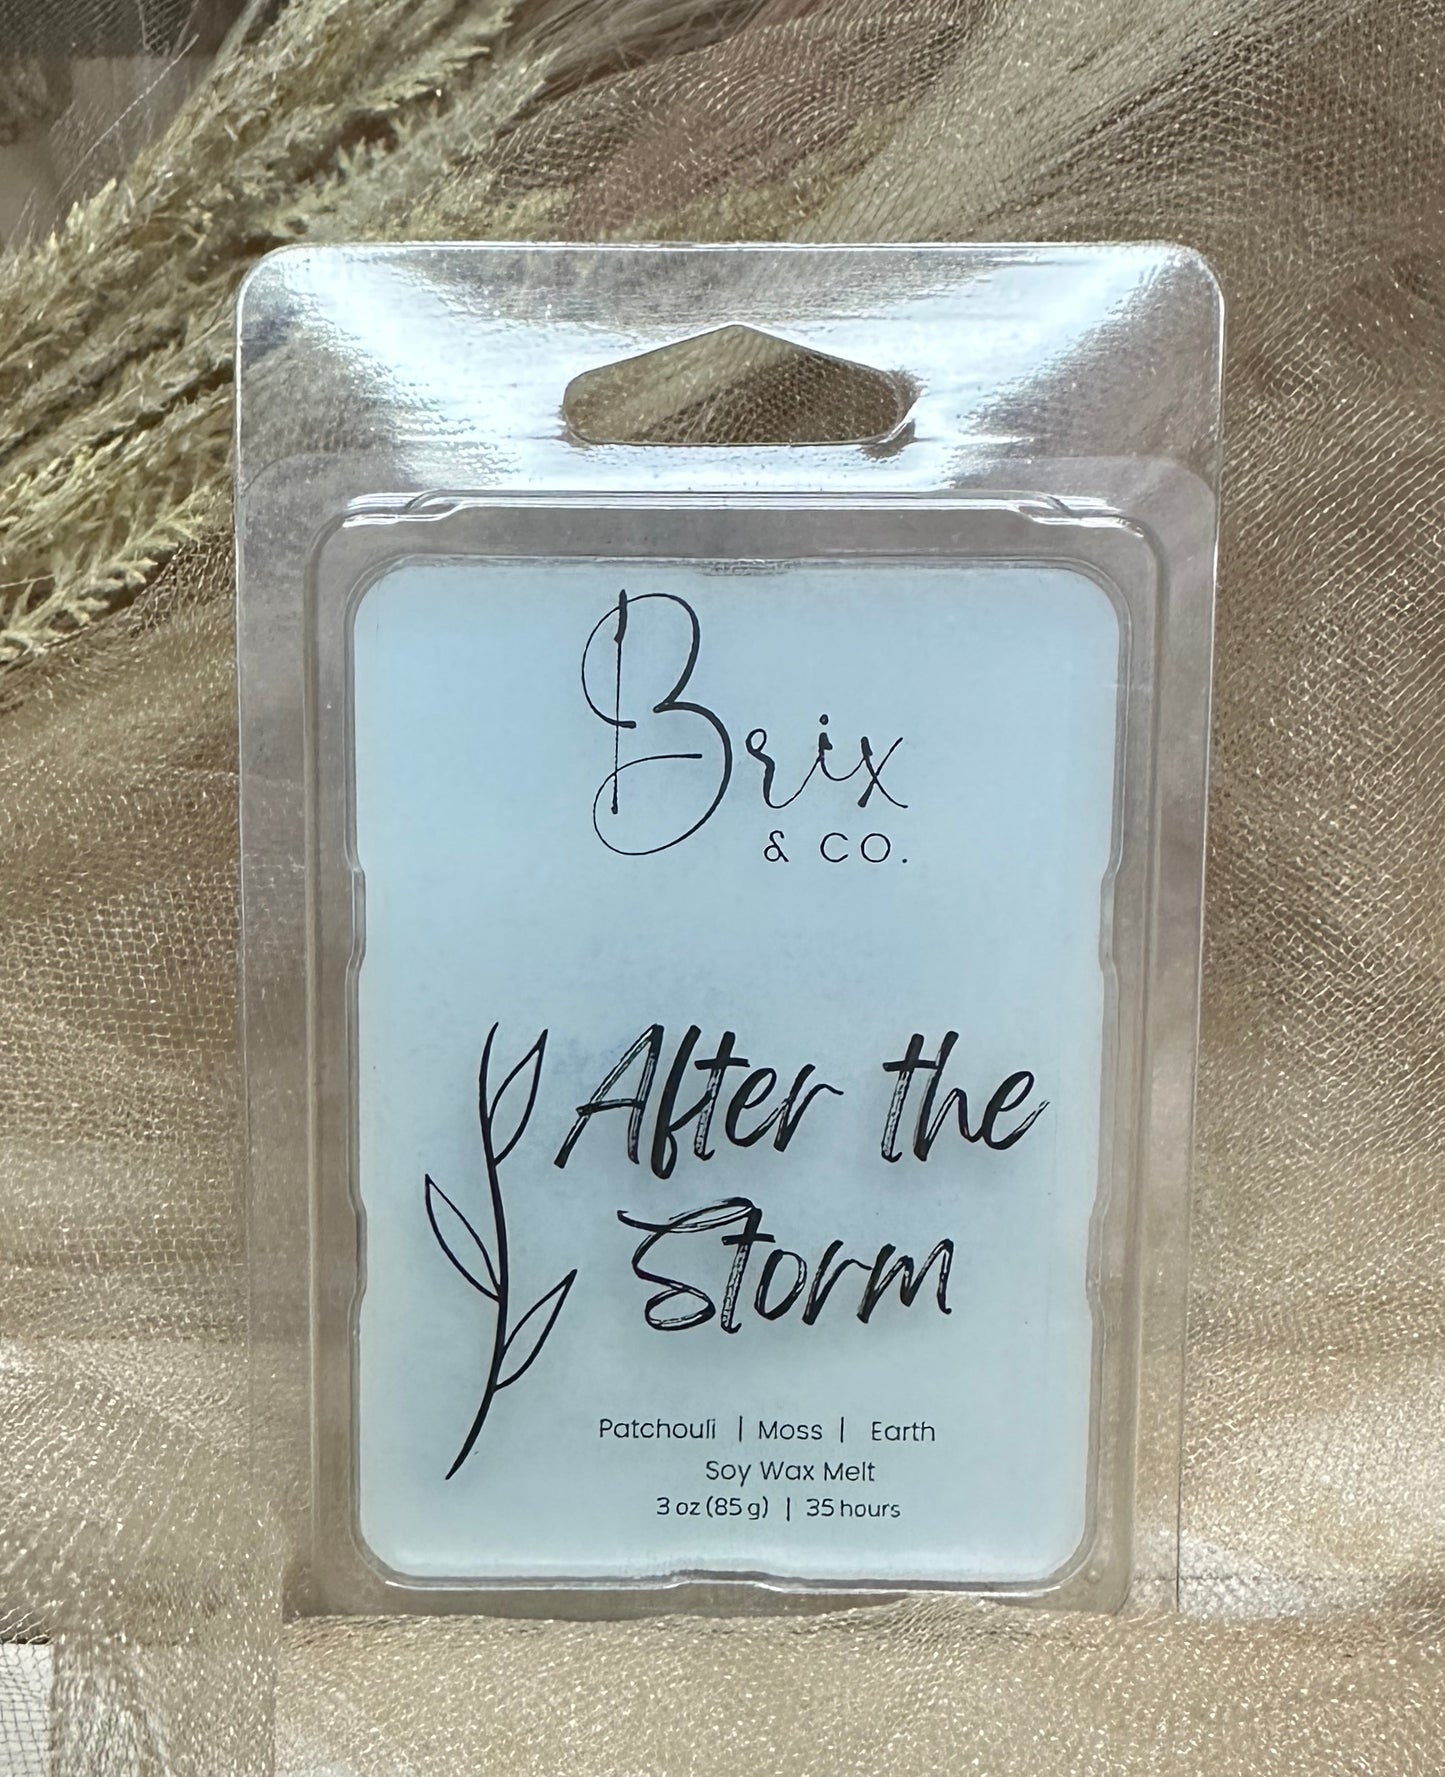 Brix
& CO.
After the
Storm
Patchouli | Moss | Earth
Soy Wax Melt
3 oz (85 g) | 35 hours